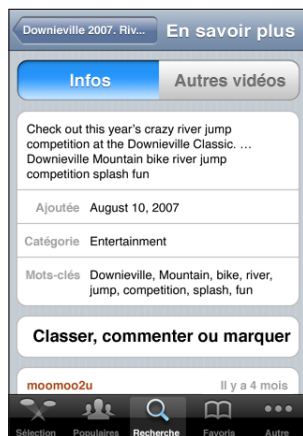 Downieville 2007. Riv...
En savoir plus
Infos
Autres vidéos
Check out this year's crazy river jump
competition at the Downieville Classic. ...
Downieville Mountain bike river jump
competition splash fun
Ajoutée August 10, 2007
Catégorie Entertainment
Mots-clés Downieville, Mountain, bike, river,
jump, competition, splash, fun
Classer, commenter ou marquer
moomoo2u Il y a 4 mois
Sélection Populaires Recherche Favoris Autre